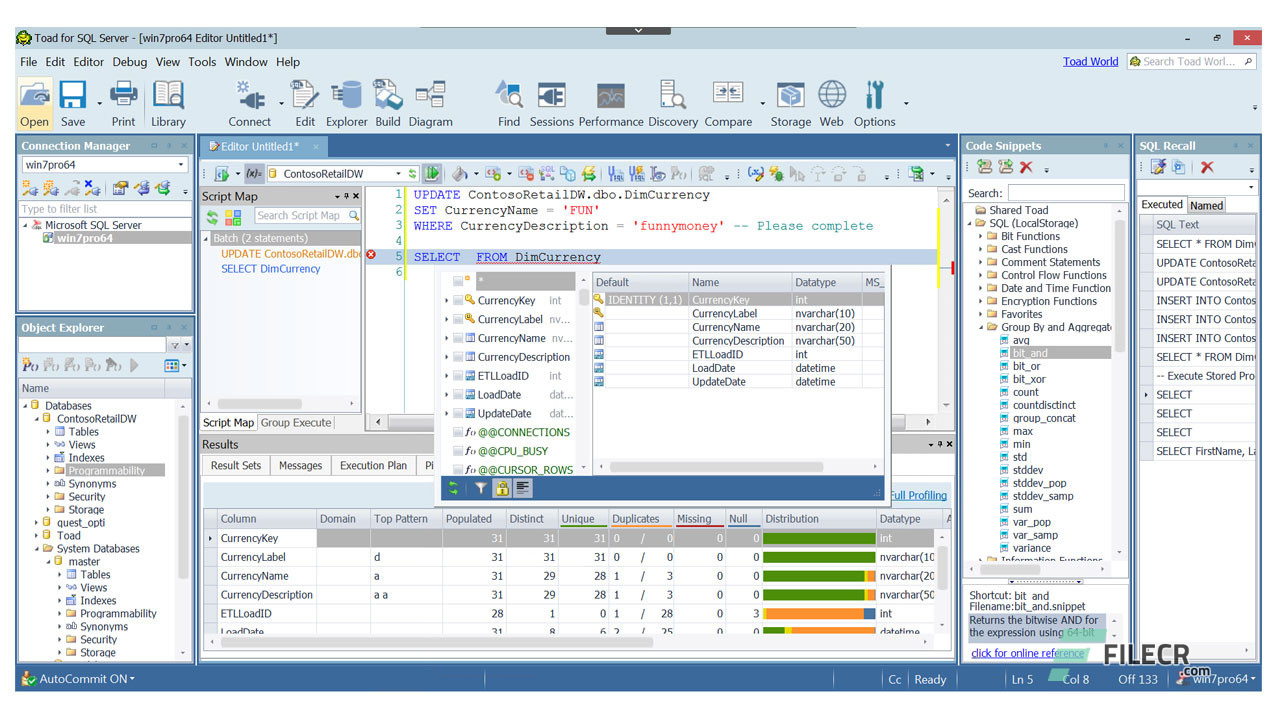 Toad for SQL Server - [win7pro64 Editor Untitled1*]
File Edit Editor Debug View Tools Window Help
Toad World
Search Toad Worl...
Open Save Print Library Connect Edit Explorer Build Diagram Find Sessions Performance Discovery Compare Storage Web Options
Connection Manager
win7pro64
Type to filter list
Microsoft SQL Server
win7pro64
Object Explorer
Name
Databases
ContosoRetailDW
Tables
Views
Indexes
Programmability
Synonyms
Security
Storage
quest_opti
Toad
System Databases
master
Tables
Views
Indexes
Programmability
Synonyms
Security
Storage
Editor Untitled1*
ContosoRetailDW
Script Map
Search Script Map
Batch (2 statements)
UPDATE ContosoRetailDW.dbo
SELECT DimCurrency
Script Map Group Execute
1 UPDATE ContosoRetailDW.dbo.DimCurrency
2 SET CurrencyName = 'FUN'
3 WHERE CurrencyDescription = 'funnymoney' -- Please complete
4
5 SELECT FROM DimCurrency
6
*
CurrencyKey int
CurrencyLabel nv...
CurrencyName nv...
CurrencyDescription
ETLLoadID int
LoadDate dat...
UpdateDate dat...
@@CONNECTIONS
@@CPU_BUSY
@@CURSOR_ROWS
Default Name Datatype MS_
IDENTITY (1,1) CurrencyKey int
CurrencyLabel nvarchar(10)
CurrencyName nvarchar(20)
CurrencyDescription nvarchar(50)
ETLLoadID int
LoadDate datetime
UpdateDate datetime
Results
Result Sets Messages Execution Plan Pi
Full Profiling
Column Domain Top Pattern Populated Distinct Unique Duplicates Missing Null Distribution Datatype A
CurrencyKey 31 31 31 0 / 0 0 0 int
CurrencyLabel d 31 31 31 0 / 0 0 0 nvarchar(10
CurrencyName a 31 29 28 1 / 3 0 0 nvarchar(20
CurrencyDescription a a 31 29 28 1 / 3 0 0 nvarchar(50
ETLLoadID 28 1 0 1 / 28 0 3 int
LoadDate 31 8 6 2 / 25 0 0 datetime
Code Snippets
Search:
Shared Toad
SQL (LocalStorage)
Bit Functions
Cast Functions
Comment Statements
Control Flow Functions
Date and Time Function
Encryption Functions
Favorites
Group By and Aggregat
avg
bit_and
bit_or
bit_xor
count
countdisctinct
group_concat
max
min
std
stddev
stddev_pop
stddev_samp
sum
var_pop
var_samp
variance
Information Functions
Shortcut: bit_and
Filename:bit_and.snippet
Returns the bitwise AND for
the expression using 64-bit
click for online reference
SQL Recall
Executed Named
SQL Text
SELECT * FROM Dim
UPDATE ContosoReta
UPDATE ContosoReta
INSERT INTO Contos
INSERT INTO Contos
INSERT INTO Contos
SELECT * FROM Dim
-- Execute Stored Pro
SELECT
SELECT
SELECT
SELECT FirstName, La
FILECR
.com
AutoCommit ON
Cc Ready Ln 5 Col 8 Off 133 win7pro64